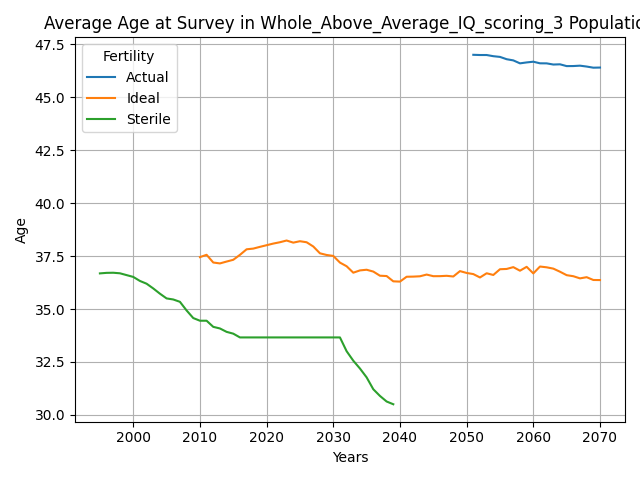 Average Age at Survey in Whole_Above_Average_IQ_scoring_3 Populatio
Fertility
Actual
Ideal
Sterile
Age
47.5
45.0
42.5
40.0
37.5
35.0
32.5
30.0
2000 2010 2020 2030 2040 2050 2060 2070
Years